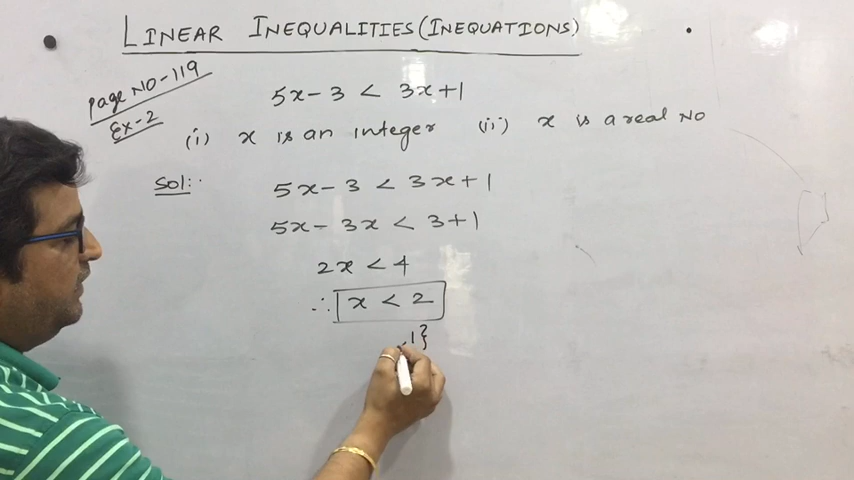 LINEAR INEQUALITIES (INEQUATIONS)
Page NO-119
Ex-2
5x-3 < 3x+1
(i) x is an integer (ii) x is a real NO
Sol:-
5x-3 < 3x+1
5x-3x < 3+1
2x < 4
∴ x < 2
,1}